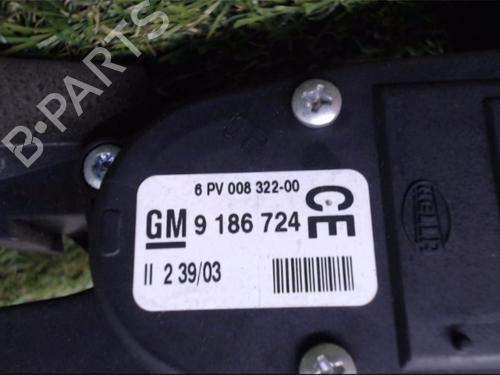 B-PARTS
6 PV 008 322-00
GM 9 186 724 CE
II 2 39/03
HELLA